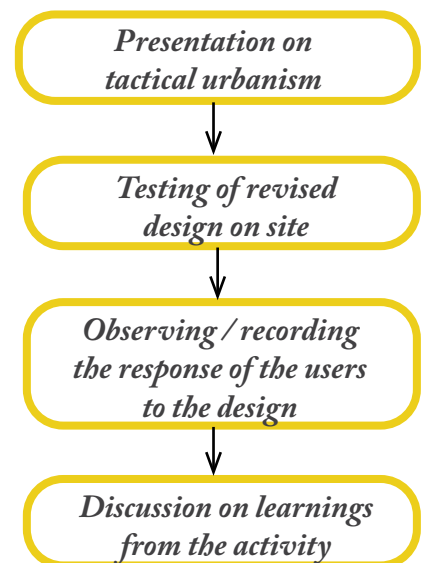 Presentation on
tactical urbanism
Testing of revised
design on site
Observing / recording
the response of the users
to the design
Discussion on learnings
from the activity